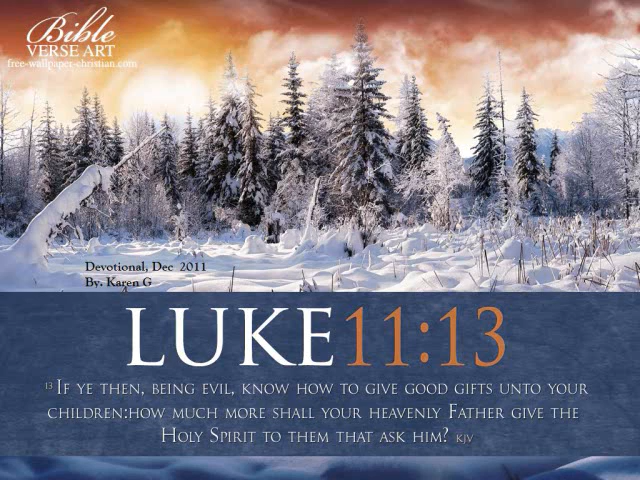 Bible
VERSE ART
free-wallpaper-christian.com
Devotional, Dec 2011
By. Karen G
LUKE 11:13
13 If ye then, being evil, know how to give good gifts unto your
children:how much more shall your heavenly Father give the
Holy Spirit to them that ask him? KJV